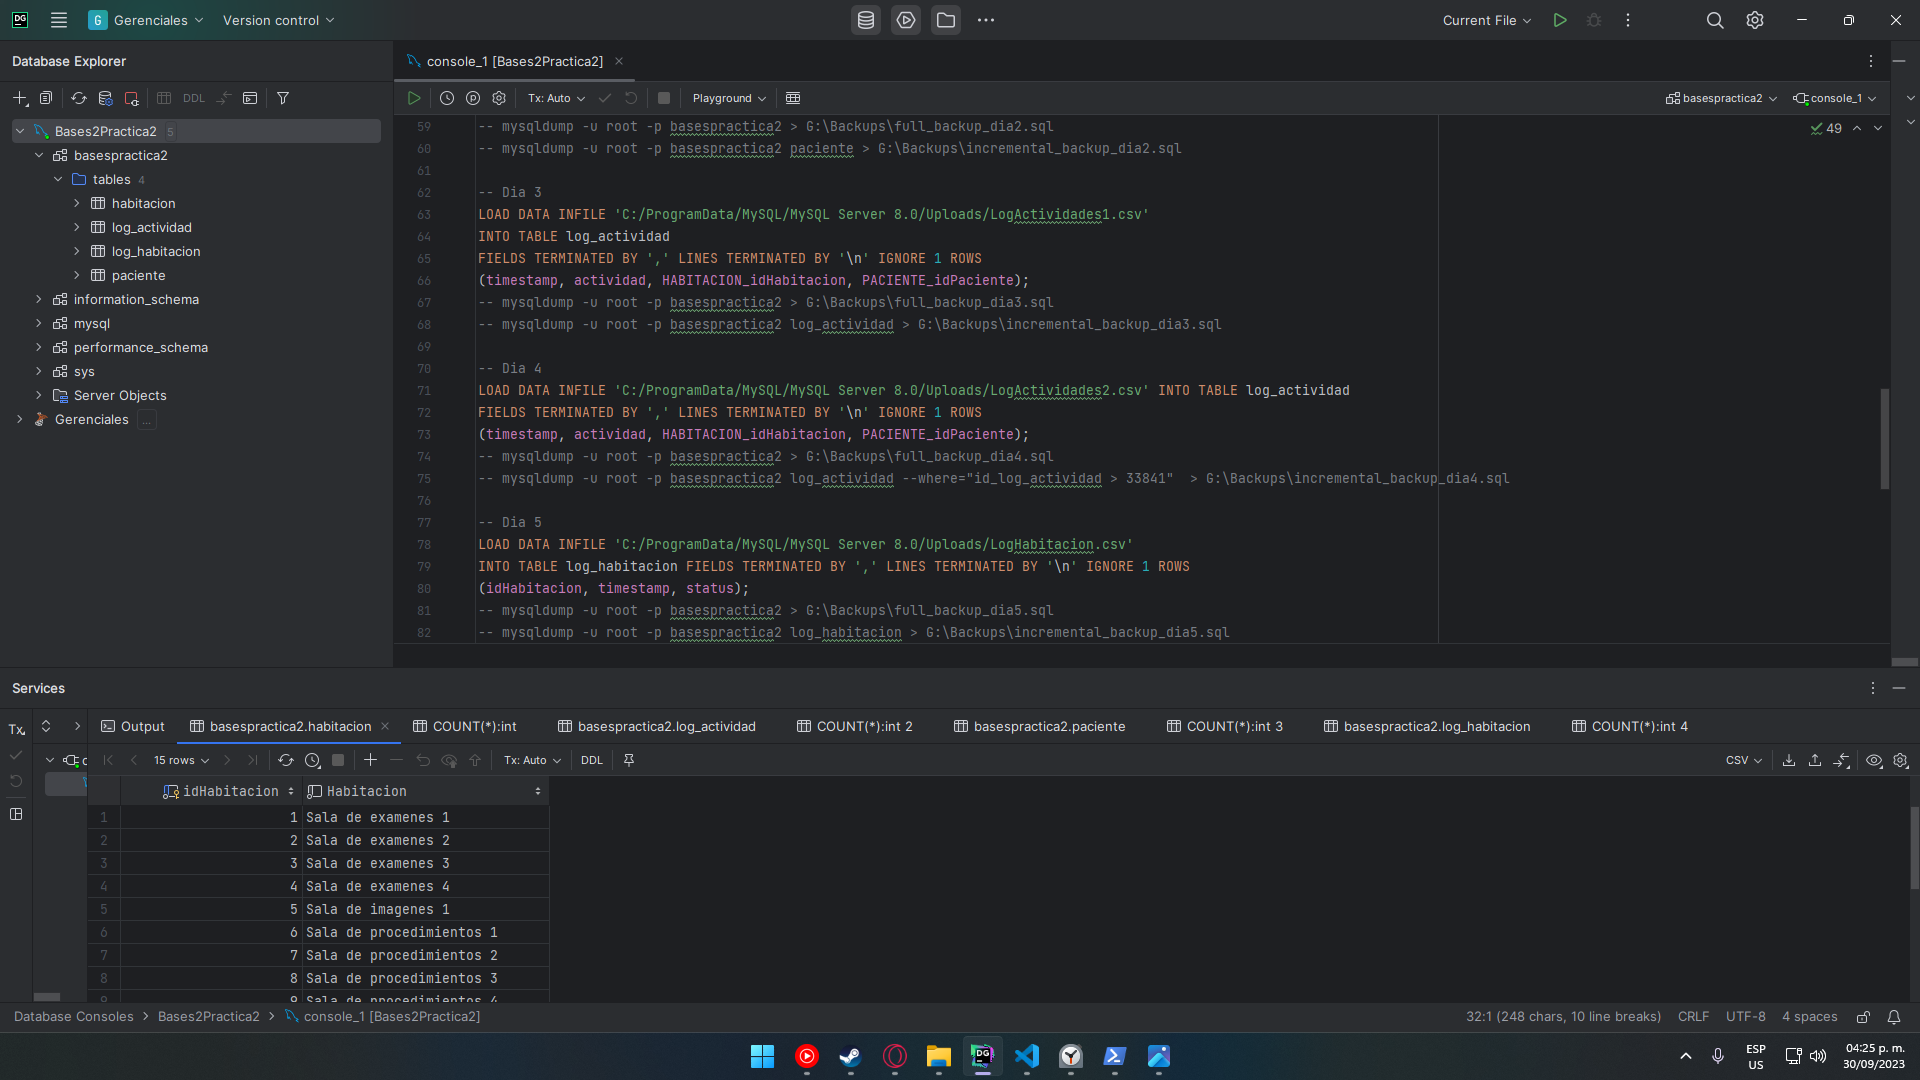 DG
G Gerenciales
Version control
Current File
Database Explorer
console_1 [Bases2Practica2]
DDL
Tx: Auto
Playground
basespractica2
console_1
Bases2Practica2 5
basespractica2
tables 4
habitacion
log_actividad
log_habitacion
paciente
information_schema
mysql
performance_schema
sys
Server Objects
Gerenciales ...
49
59 -- mysqldump -u root -p basespractica2 > G:\Backups\full_backup_dia2.sql
60 -- mysqldump -u root -p basespractica2 paciente > G:\Backups\incremental_backup_dia2.sql
61
62 -- Dia 3
63 LOAD DATA INFILE 'C:/ProgramData/MySQL/MySQL Server 8.0/Uploads/LogActividades1.csv'
64 INTO TABLE log_actividad
65 FIELDS TERMINATED BY ',' LINES TERMINATED BY '\n' IGNORE 1 ROWS
66 (timestamp, actividad, HABITACION_idHabitacion, PACIENTE_idPaciente);
67 -- mysqldump -u root -p basespractica2 > G:\Backups\full_backup_dia3.sql
68 -- mysqldump -u root -p basespractica2 log_actividad > G:\Backups\incremental_backup_dia3.sql
69
70 -- Dia 4
71 LOAD DATA INFILE 'C:/ProgramData/MySQL/MySQL Server 8.0/Uploads/LogActividades2.csv' INTO TABLE log_actividad
72 FIELDS TERMINATED BY ',' LINES TERMINATED BY '\n' IGNORE 1 ROWS
73 (timestamp, actividad, HABITACION_idHabitacion, PACIENTE_idPaciente);
74 -- mysqldump -u root -p basespractica2 > G:\Backups\full_backup_dia4.sql
75 -- mysqldump -u root -p basespractica2 log_actividad --where="id_log_actividad > 33841"  > G:\Backups\incremental_backup_dia4.sql
76
77 -- Dia 5
78 LOAD DATA INFILE 'C:/ProgramData/MySQL/MySQL Server 8.0/Uploads/LogHabitacion.csv'
79 INTO TABLE log_habitacion FIELDS TERMINATED BY ',' LINES TERMINATED BY '\n' IGNORE 1 ROWS
80 (idHabitacion, timestamp, status);
81 -- mysqldump -u root -p basespractica2 > G:\Backups\full_backup_dia5.sql
82 -- mysqldump -u root -p basespractica2 log_habitacion > G:\Backups\incremental_backup_dia5.sql
Services
Tx
Output
basespractica2.habitacion
COUNT(*):int
basespractica2.log_actividad
COUNT(*):int 2
basespractica2.paciente
COUNT(*):int 3
basespractica2.log_habitacion
COUNT(*):int 4
15 rows
Tx: Auto
DDL
CSV
idHabitacion Habitacion
1 1 Sala de examenes 1
2 2 Sala de examenes 2
3 3 Sala de examenes 3
4 4 Sala de examenes 4
5 5 Sala de imagenes 1
6 6 Sala de procedimientos 1
7 7 Sala de procedimientos 2
8 8 Sala de procedimientos 3
9 9 Sala de procedimientos 4
Database Consoles > Bases2Practica2 > console_1 [Bases2Practica2]
32:1 (248 chars, 10 line breaks)
CRLF
UTF-8
4 spaces
DG
ESP
US
04:25 p. m.
30/09/2023